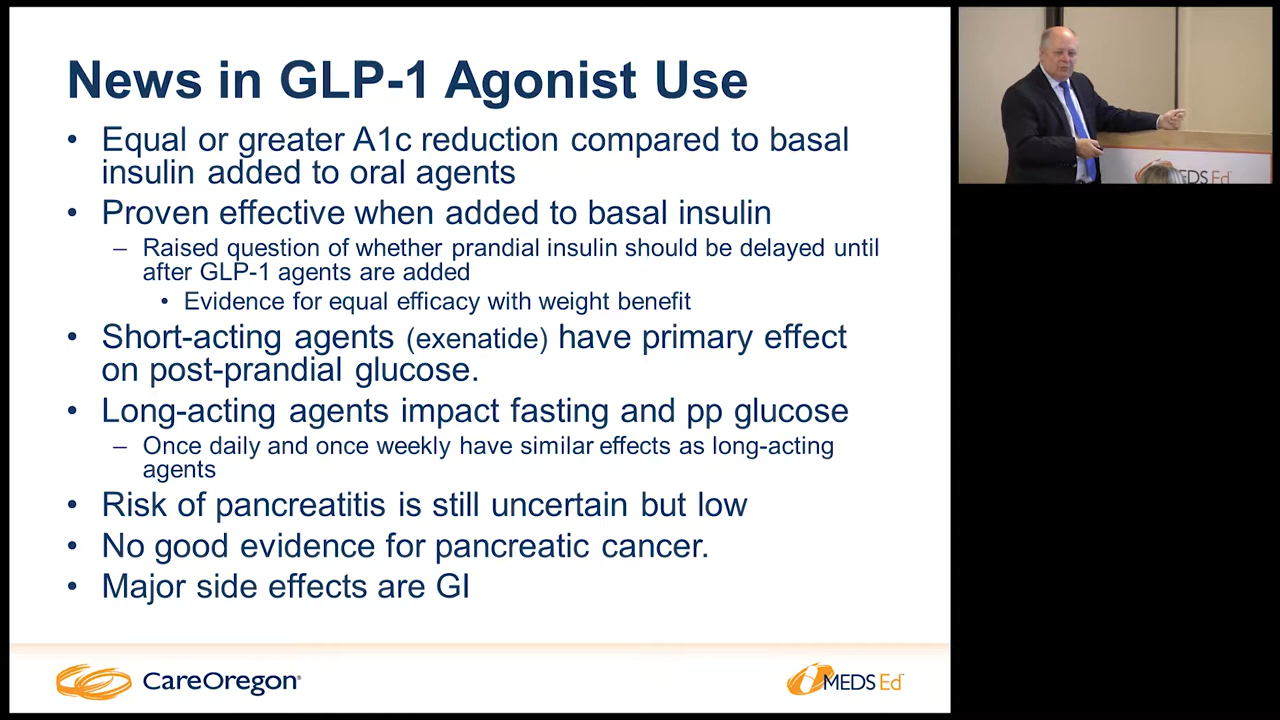 News in GLP-1 Agonist Use
• Equal or greater A1c reduction compared to basal
insulin added to oral agents
• Proven effective when added to basal insulin
– Raised question of whether prandial insulin should be delayed until
after GLP-1 agents are added
• Evidence for equal efficacy with weight benefit
• Short-acting agents (exenatide) have primary effect
on post-prandial glucose.
• Long-acting agents impact fasting and pp glucose
– Once daily and once weekly have similar effects as long-acting
agents
• Risk of pancreatitis is still uncertain but low
• No good evidence for pancreatic cancer.
• Major side effects are GI
CareOregon®
MEDS Ed
MEDS Ed